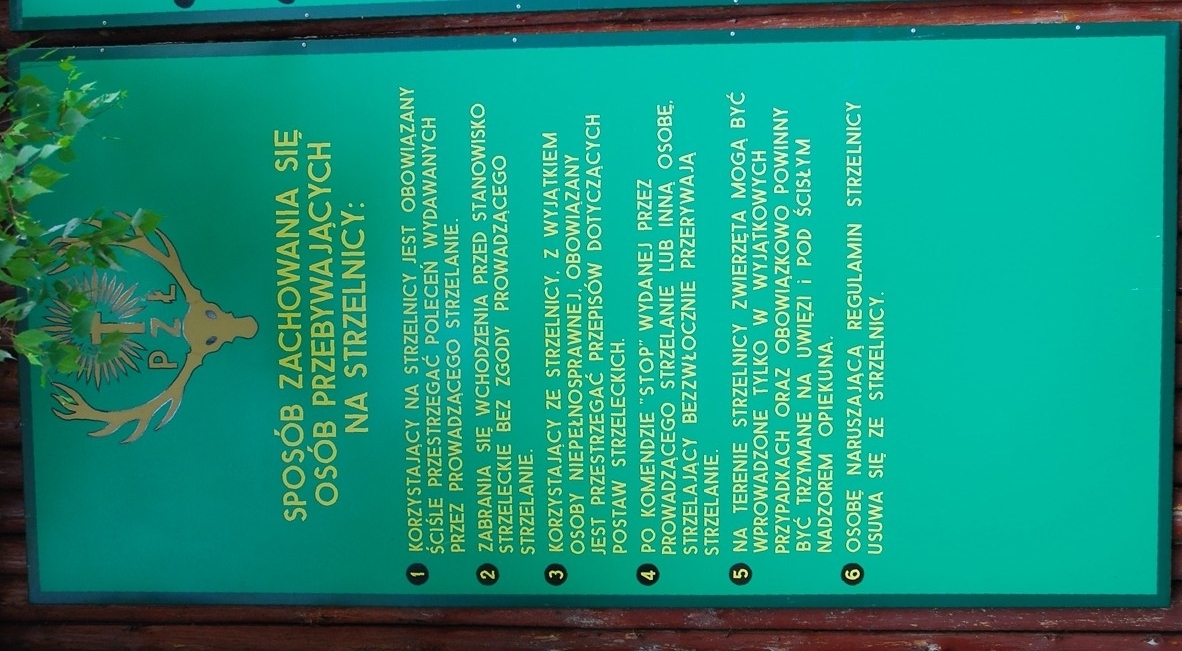 PZŁ
SPOSÓB ZACHOWANIA SIĘ
OSÓB PRZEBYWAJĄCYCH
NA STRZELNICY:
1 KORZYSTAJĄCY NA STRZELNICY JEST OBOWIĄZANY
ŚCIŚLE PRZESTRZEGAĆ POLECEŃ WYDAWANYCH
PRZEZ PROWADZĄCEGO STRZELANIE.
2 ZABRANIA SIĘ WCHODZENIA PRZED STANOWISKO
STRZELECKIE BEZ ZGODY PROWADZĄCEGO
STRZELANIE.
3 KORZYSTAJĄCY ZE STRZELNICY, Z WYJĄTKIEM
OSOBY NIEPEŁNOSPRAWNEJ, OBOWIĄZANY
JEST PRZESTRZEGAĆ PRZEPISÓW DOTYCZĄCYCH
POSTAW STRZELECKICH.
4 PO KOMENDZIE "STOP" WYDANEJ PRZEZ
PROWADZĄCEGO STRZELANIE LUB INNĄ OSOBĘ,
STRZELAJĄCY BEZZWŁOCZNIE PRZERYWAJĄ
STRZELANIE.
5 NA TERENIE STRZELNICY ZWIERZĘTA MOGĄ BYĆ
WPROWADZONE TYLKO W WYJĄTKOWYCH
PRZYPADKACH ORAZ OBOWIĄZKOWO POWINNY
BYĆ TRZYMANE NA UWIĘZI i POD ŚCISŁYM
NADZOREM OPIEKUNA.
6 OSOBĘ NARUSZAJĄCĄ REGULAMIN STRZELNICY
USUWA SIĘ ZE STRZELNICY.